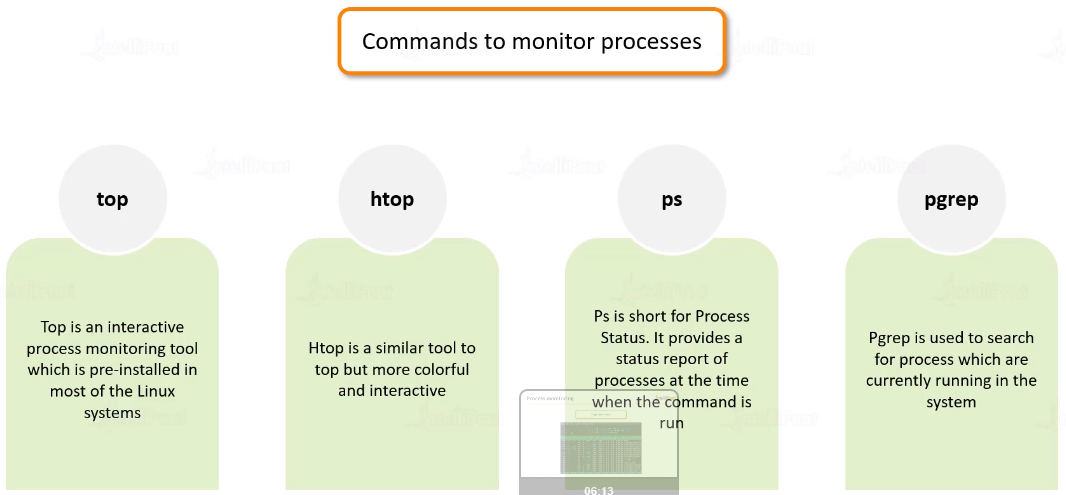 Commands to monitor processes
top
htop
ps
pgrep
Top is an interactive
process monitoring tool
which is pre-installed in
most of the Linux
systems
Htop is a similar tool to
top but more colorful
and interactive
Ps is short for Process
Status. It provides a
status report of
processes at the time
when the command is
run
Pgrep is used to search
for process which are
currently running in the
system
Process monitoring
06:13